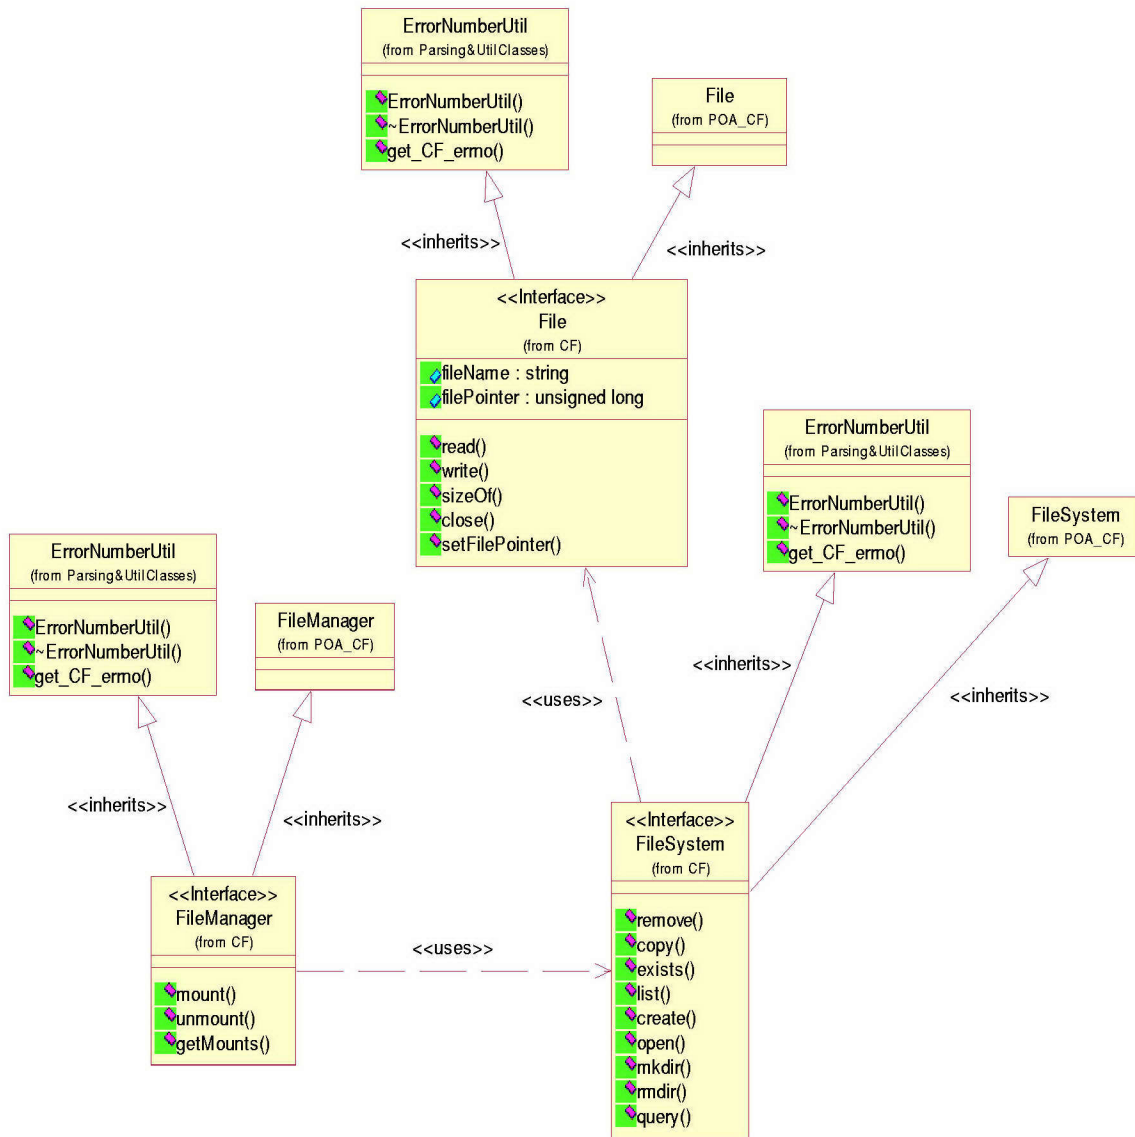 ErrorNumberUtil
(from Parsing&UtilClasses)
ErrorNumberUtil()
~ErrorNumberUtil()
get_CF_errno()
File
(from POA_CF)
<<inherits>>
<<inherits>>
<<Interface>>
File
(from CF)
fileName : string
filePointer : unsigned long
read()
write()
sizeOf()
close()
setFilePointer()
ErrorNumberUtil
(from Parsing&UtilClasses)
ErrorNumberUtil()
~ErrorNumberUtil()
get_CF_errno()
FileSystem
(from POA_CF)
ErrorNumberUtil
(from Parsing&UtilClasses)
ErrorNumberUtil()
~ErrorNumberUtil()
get_CF_errno()
FileManager
(from POA_CF)
<<inherits>>
<<inherits>>
<<uses>>
<<inherits>>
<<inherits>>
<<Interface>>
FileManager
(from CF)
mount()
unmount()
getMounts()
<<uses>>
<<Interface>>
FileSystem
(from CF)
remove()
copy()
exists()
list()
create()
open()
mkdir()
rmdir()
query()